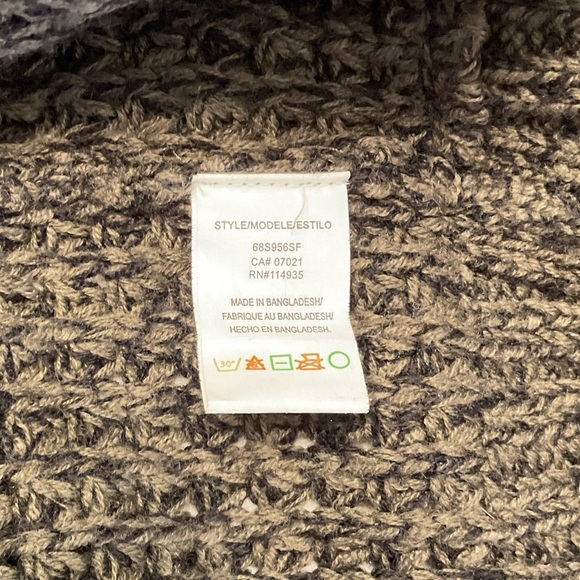 STYLE/MODELE/ESTILO
68S956SF
CA# 07021
RN#114935
MADE IN BANGLADESH/
FABRIQUE AU BANGLADESH/
HECHO EN BANGLADESH.
30°